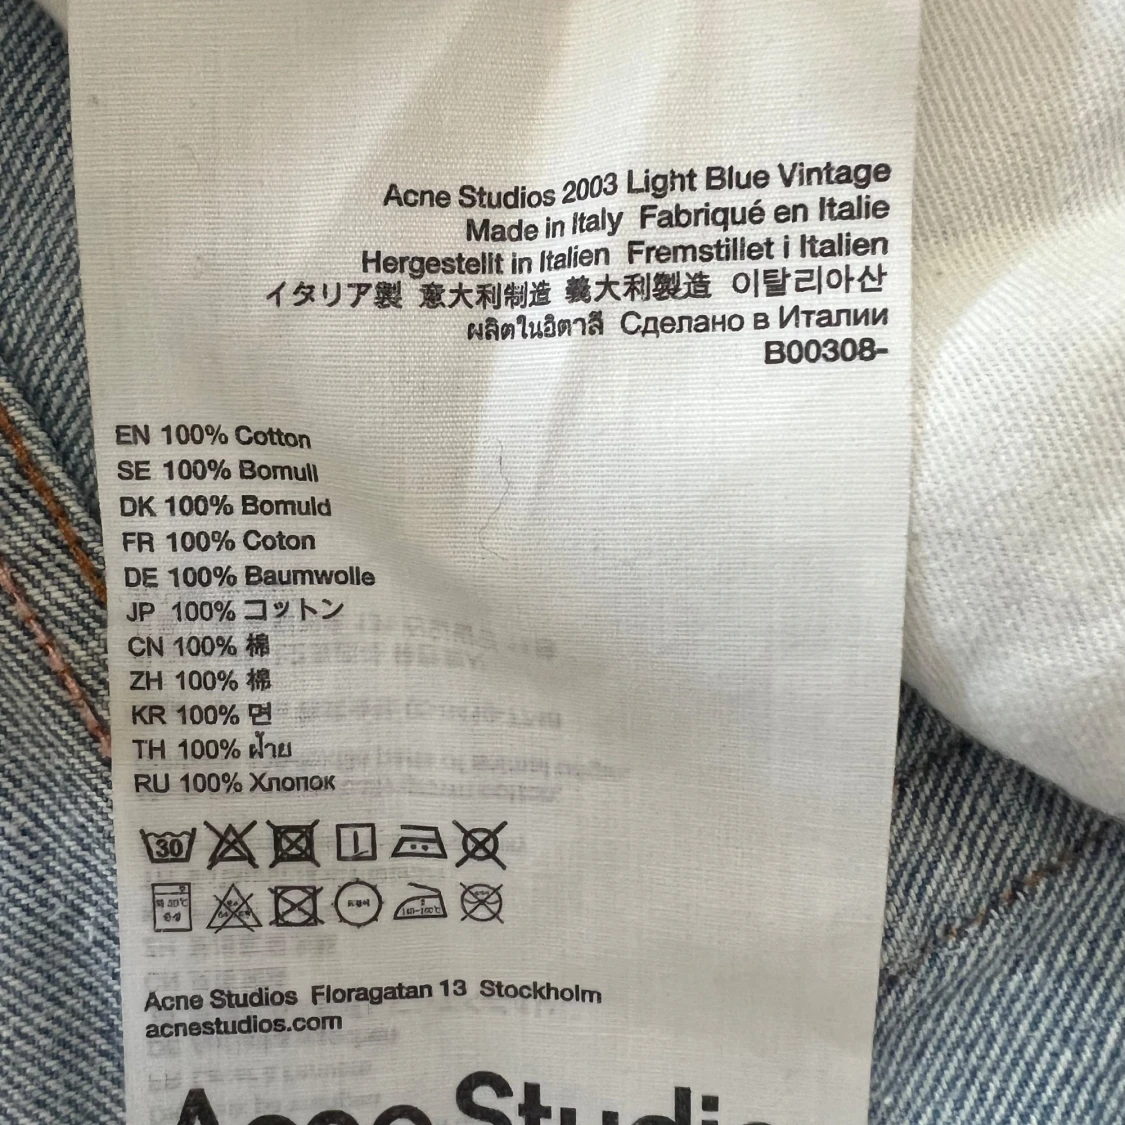 Acne Studios 2003 Light Blue Vintage
Made in Italy Fabriqué en Italie
Hergestellt in Italien Fremstillet i Italien
イタリア製 意大利制造 義大利製造 이탈리아산
ผลิตในอิตาลี Сделано в Италии
B00308-
EN 100% Cotton
SE 100% Bomull
DK 100% Bomuld
FR 100% Coton
DE 100% Baumwolle
JP 100% コットン
CN 100% 棉
ZH 100% 棉
KR 100% 면
TH 100% ฝ้าย
RU 100% Хлопок
30
Acne Studios Floragatan 13 Stockholm
acnestudios.com
Acne Studio